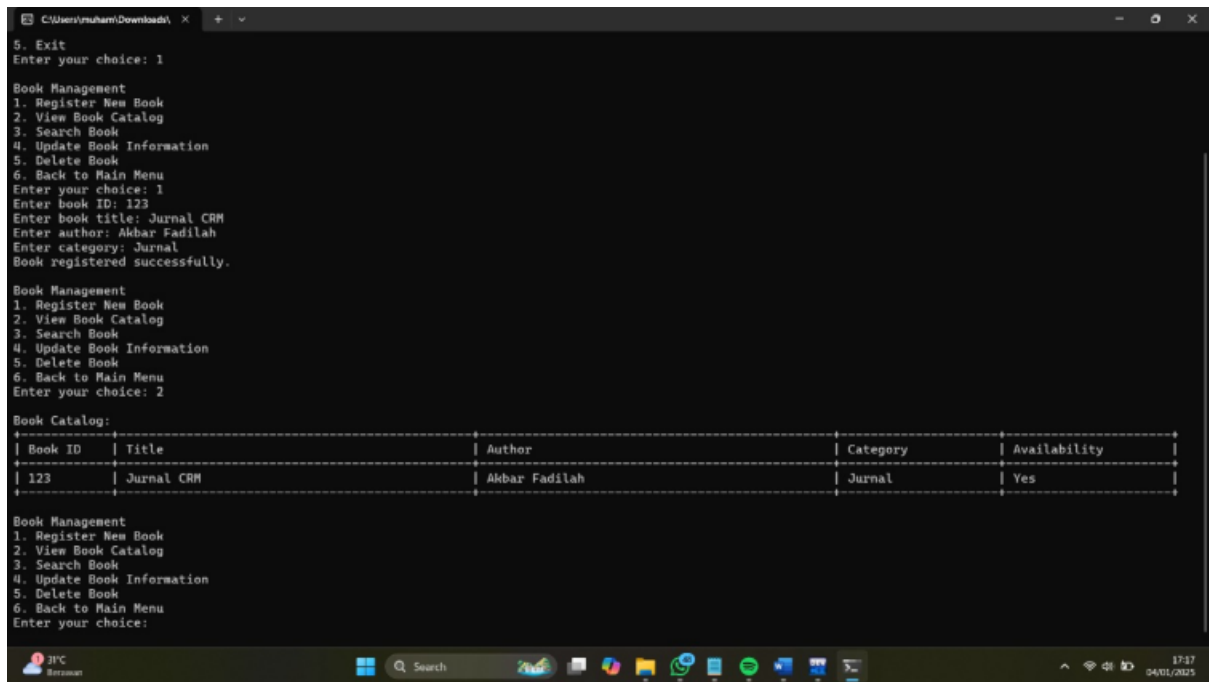 C:\Users\muham\Downloads\
5. Exit
Enter your choice: 1
Book Management
1. Register New Book
2. View Book Catalog
3. Search Book
4. Update Book Information
5. Delete Book
6. Back to Main Menu
Enter your choice: 1
Enter book ID: 123
Enter book title: Jurnal CRM
Enter author: Akbar Fadilah
Enter category: Jurnal
Book registered successfully.
Book Management
1. Register New Book
2. View Book Catalog
3. Search Book
4. Update Book Information
5. Delete Book
6. Back to Main Menu
Enter your choice: 2
Book Catalog:
| Book ID | Title | Author | Category | Availability |
| 123 | Jurnal CRM | Akbar Fadilah | Jurnal | Yes |
Book Management
1. Register New Book
2. View Book Catalog
3. Search Book
4. Update Book Information
5. Delete Book
6. Back to Main Menu
Enter your choice:
31°C
Berawan
Search
17:17
04/01/2025